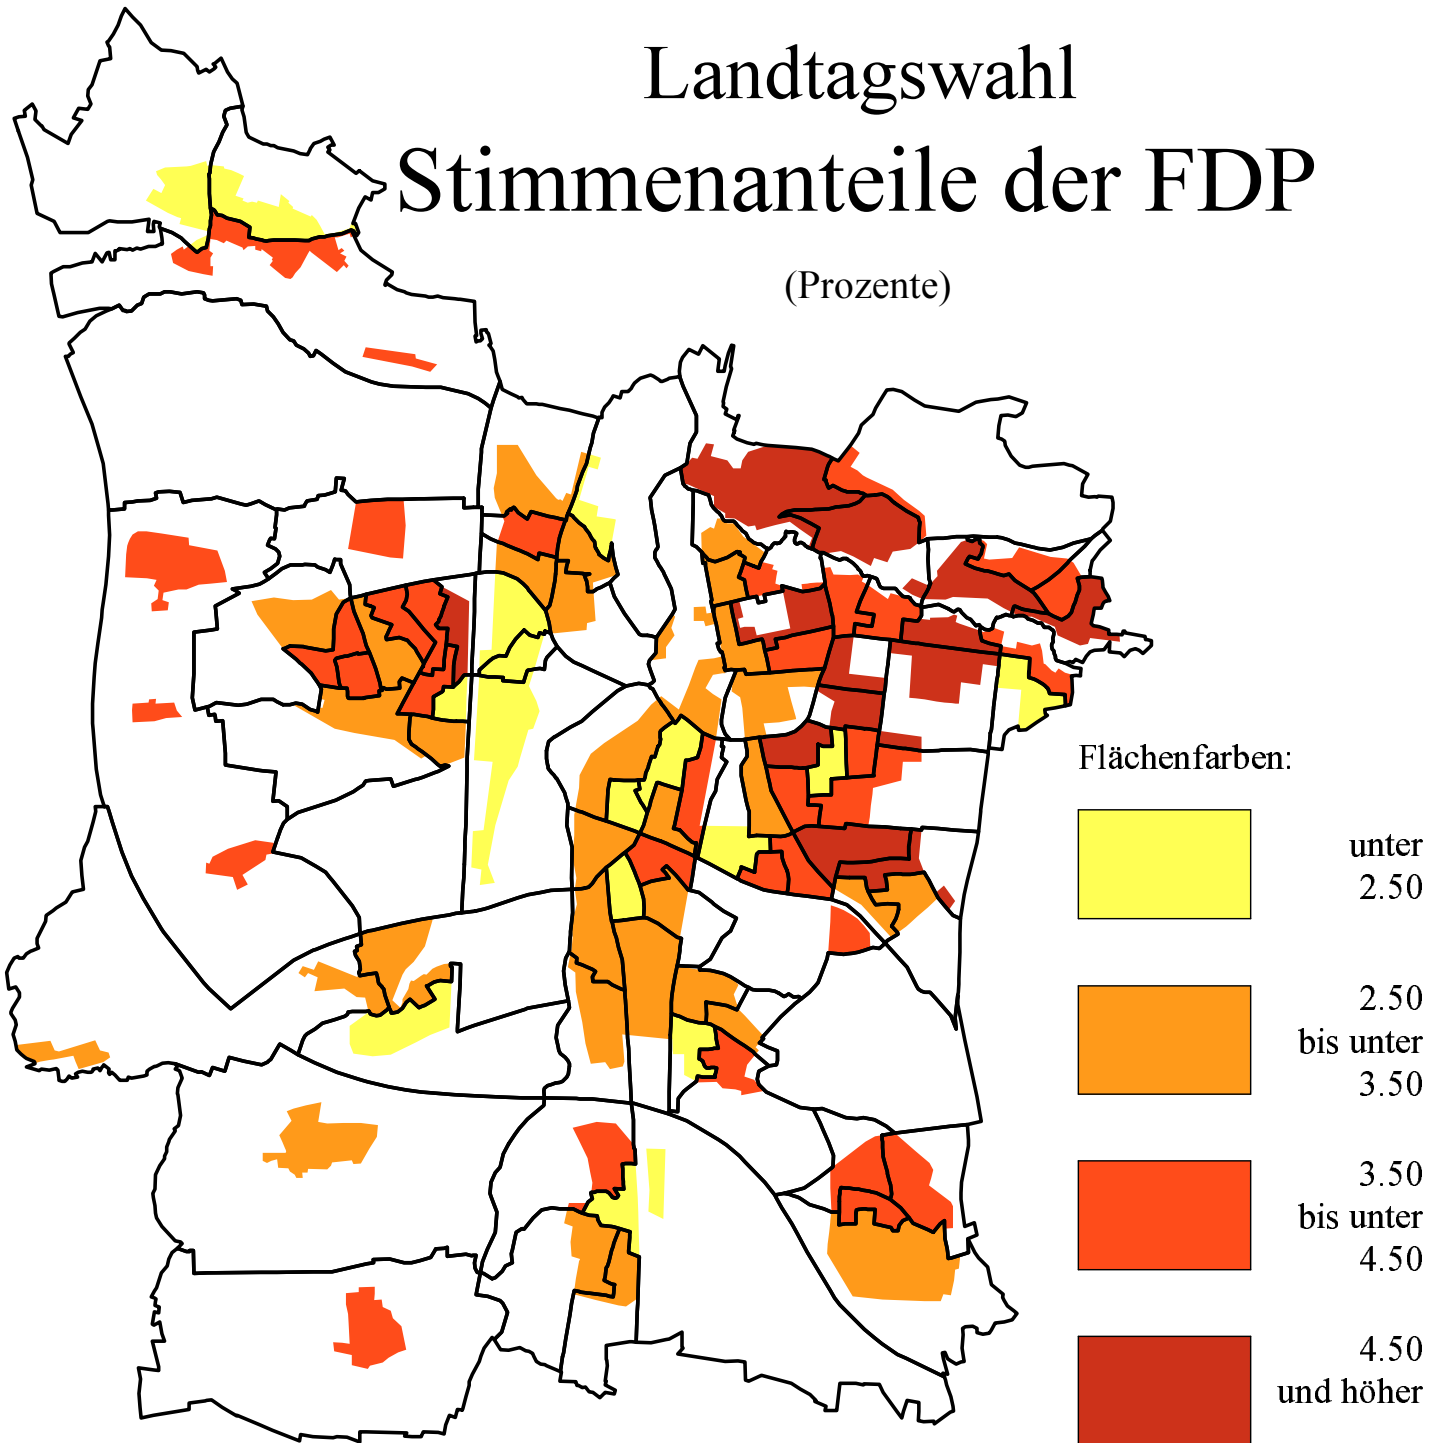 Landtagswahl
Stimmenanteile der FDP
(Prozente)
Flächenfarben:
unter
2.50
2.50
bis unter
3.50
3.50
bis unter
4.50
4.50
und höher